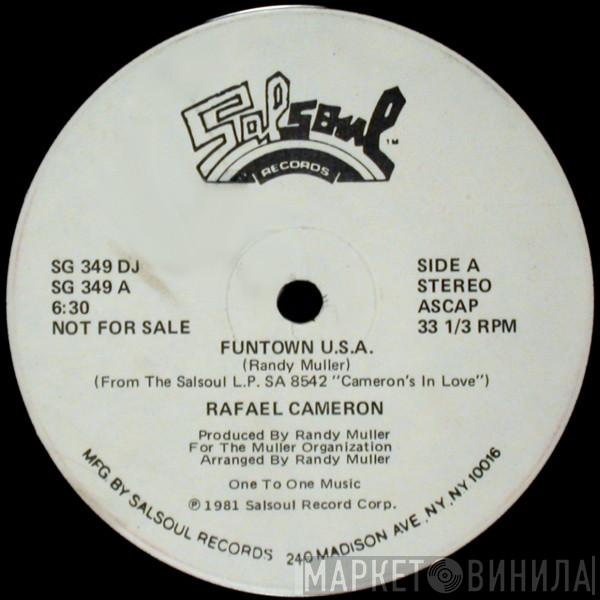 Salsoul TM
RECORDS
SG 349 DJ
SG 349 A
6:30
NOT FOR SALE
SIDE A
STEREO
ASCAP
33 1/3 RPM
FUNTOWN U.S.A.
(Randy Muller)
(From The Salsoul L.P. SA 8542 "Cameron's In Love")
RAFAEL CAMERON
Produced By Randy Muller
For The Muller Organization
Arranged By Randy Muller
One To One Music
℗ 1981 Salsoul Record Corp.
MFG. BY SALSOUL RECORDS 240 MADISON AVE. NY, NY 10016
МАРКЕТ ВИНИЛА